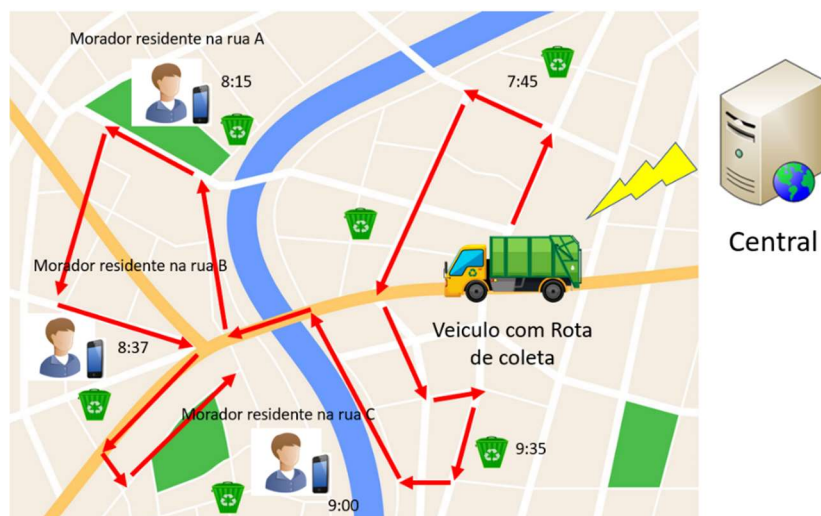 Morador residente na rua A
8:15
7:45
Central
Morador residente na rua B
8:37
Veiculo com Rota
de coleta
Morador residente na rua C
9:35
9:00